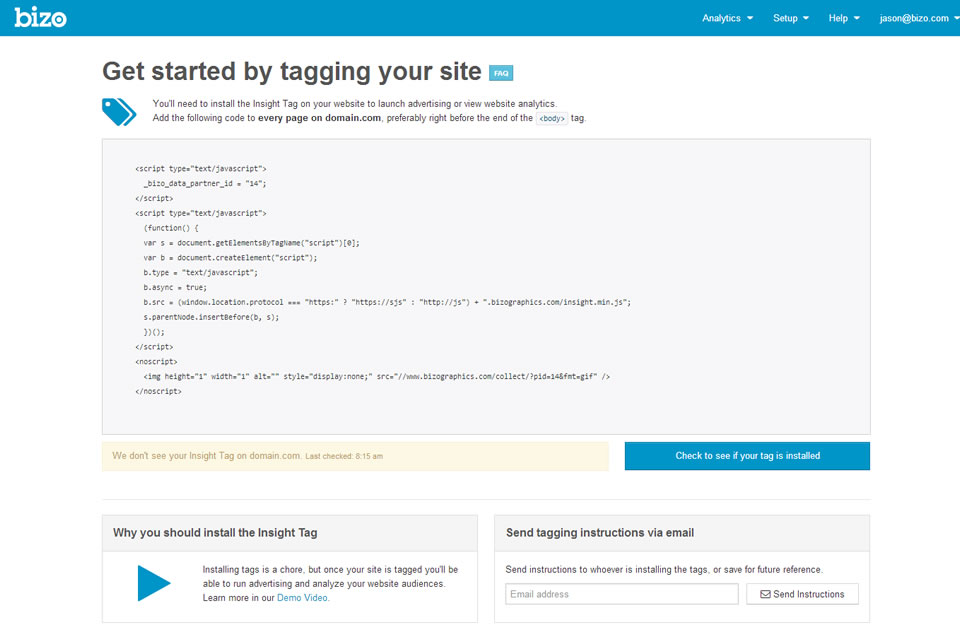 bizo
Analytics Setup Help jason@bizo.com
Get started by tagging your site FAQ
You'll need to install the Insight Tag on your website to launch advertising or view website analytics.
Add the following code to every page on domain.com, preferably right before the end of the <body> tag.
<script type="text/javascript">
_bizo_data_partner_id = "14";
</script>
<script type="text/javascript">
(function() {
var s = document.getElementsByTagName("script")[0];
var b = document.createElement("script");
b.type = "text/javascript";
b.async = true;
b.src = (window.location.protocol === "https:" ? "https://sjs" : "http://js") + ".bizographics.com/insight.min.js";
s.parentNode.insertBefore(b, s);
})();
</script>
<noscript>
<img height="1" width="1" alt="" style="display:none;" src="//www.bizographics.com/collect/?pid=14&fmt=gif" />
</noscript>
We don't see your Insight Tag on domain.com. Last checked: 8:15 am
Check to see if your tag is installed
Why you should install the Insight Tag
Installing tags is a chore, but once your site is tagged you'll be
able to run advertising and analyze your website audiences.
Learn more in our Demo Video.
Send tagging instructions via email
Send instructions to whoever is installing the tags, or save for future reference.
Email address
Send Instructions